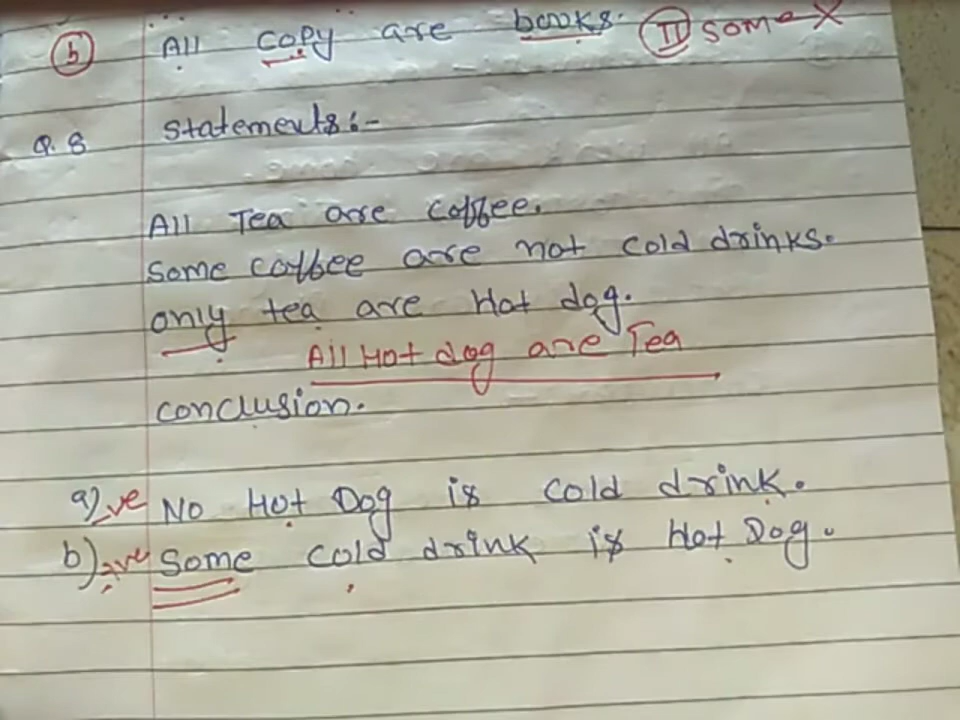 (b) All copy are books. (II) some X
Q.8 Statements:-
All Tea are coffee.
Some coffee are not cold drinks.
only tea are Hot dog.
All Hot dog are Tea
conclusion.
a) -ve No Hot Dog is cold drink.
b) +ve Some cold drink is Hot Dog.